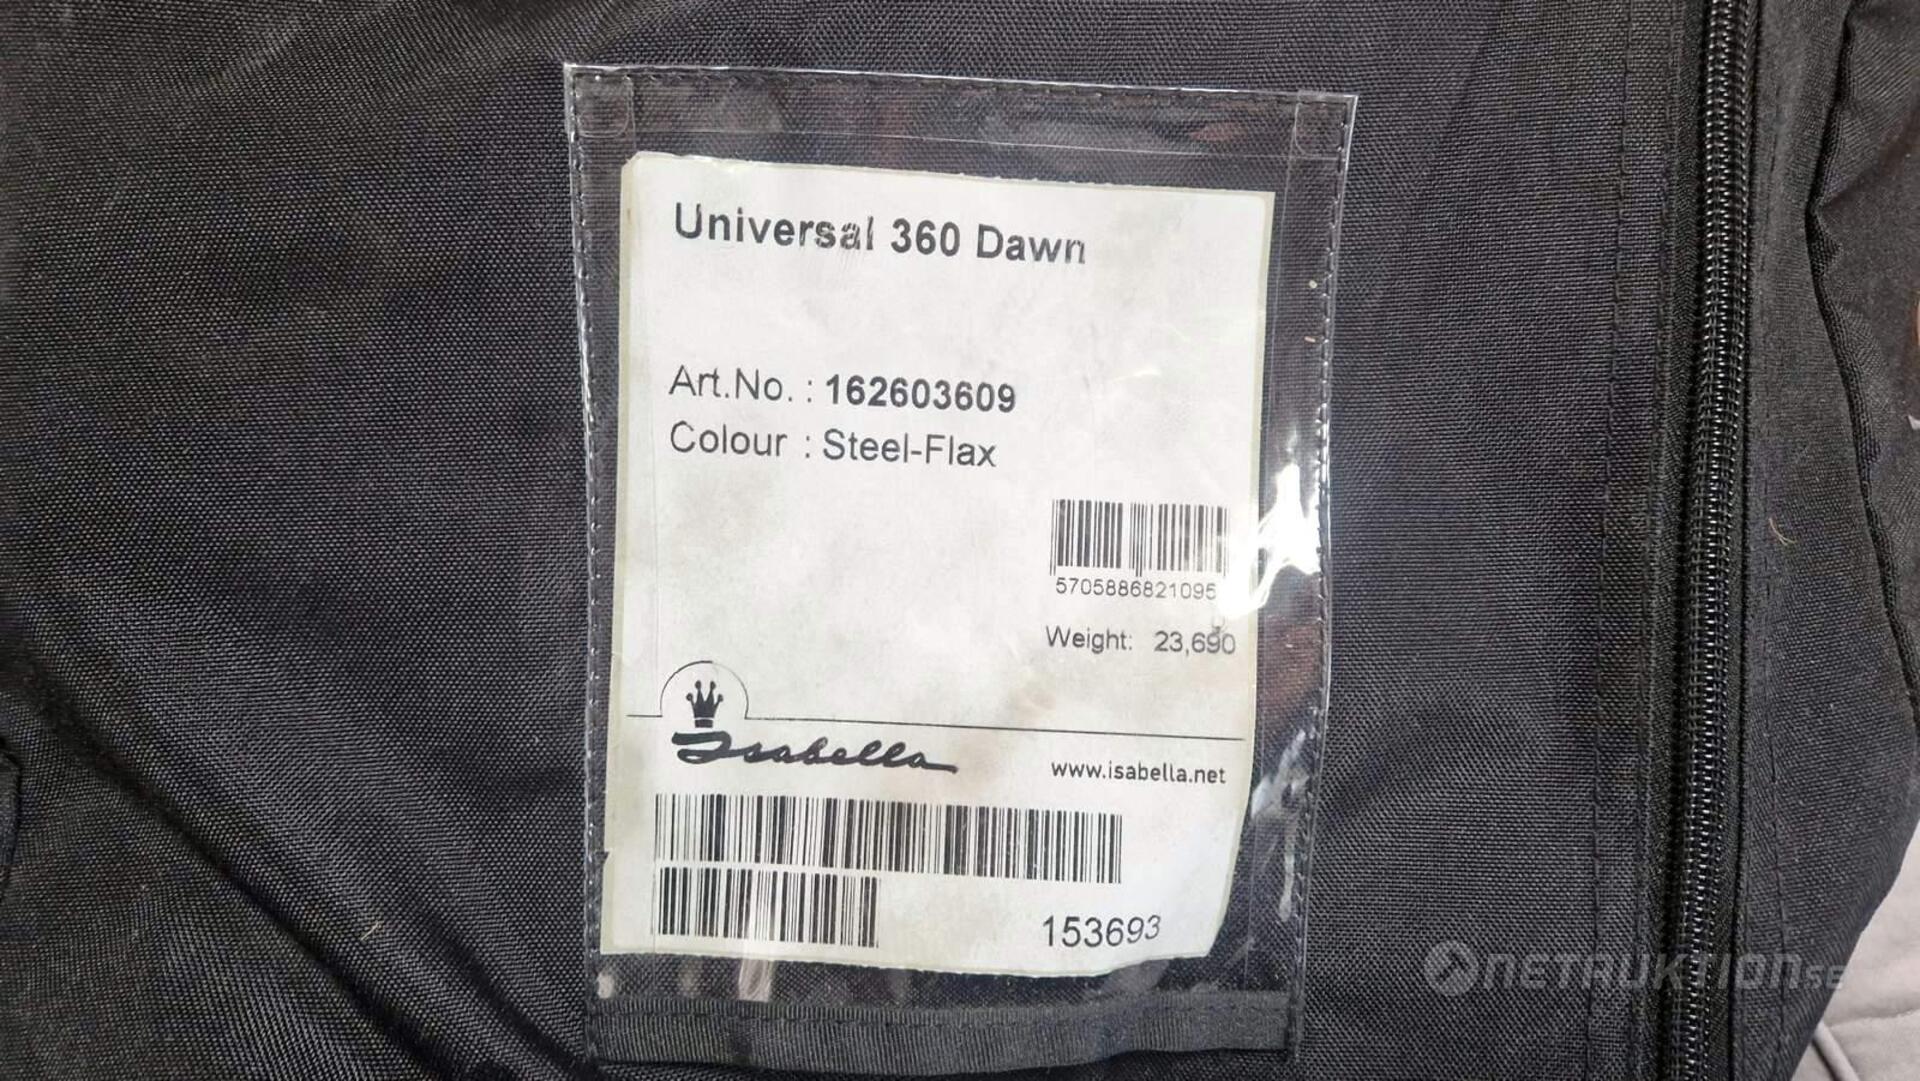 Universal 360 Dawn
Art.No. : 162603609
Colour : Steel-Flax
5705886821095
Weight: 23,690
Isabella
www.isabella.net
153693
NETRUKTION.SE